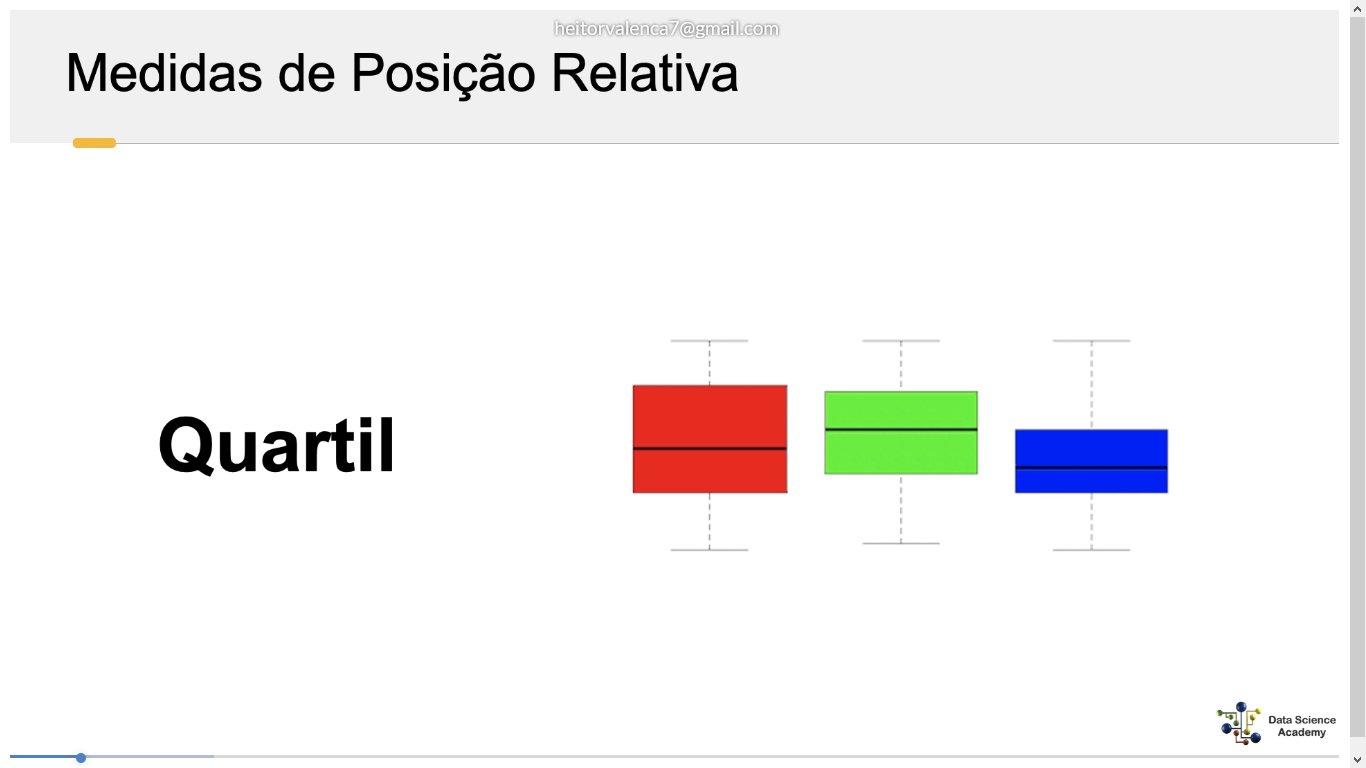 heitorvalenca7@gmail.com
Medidas de Posição Relativa
Quartil
Data Science
Academy